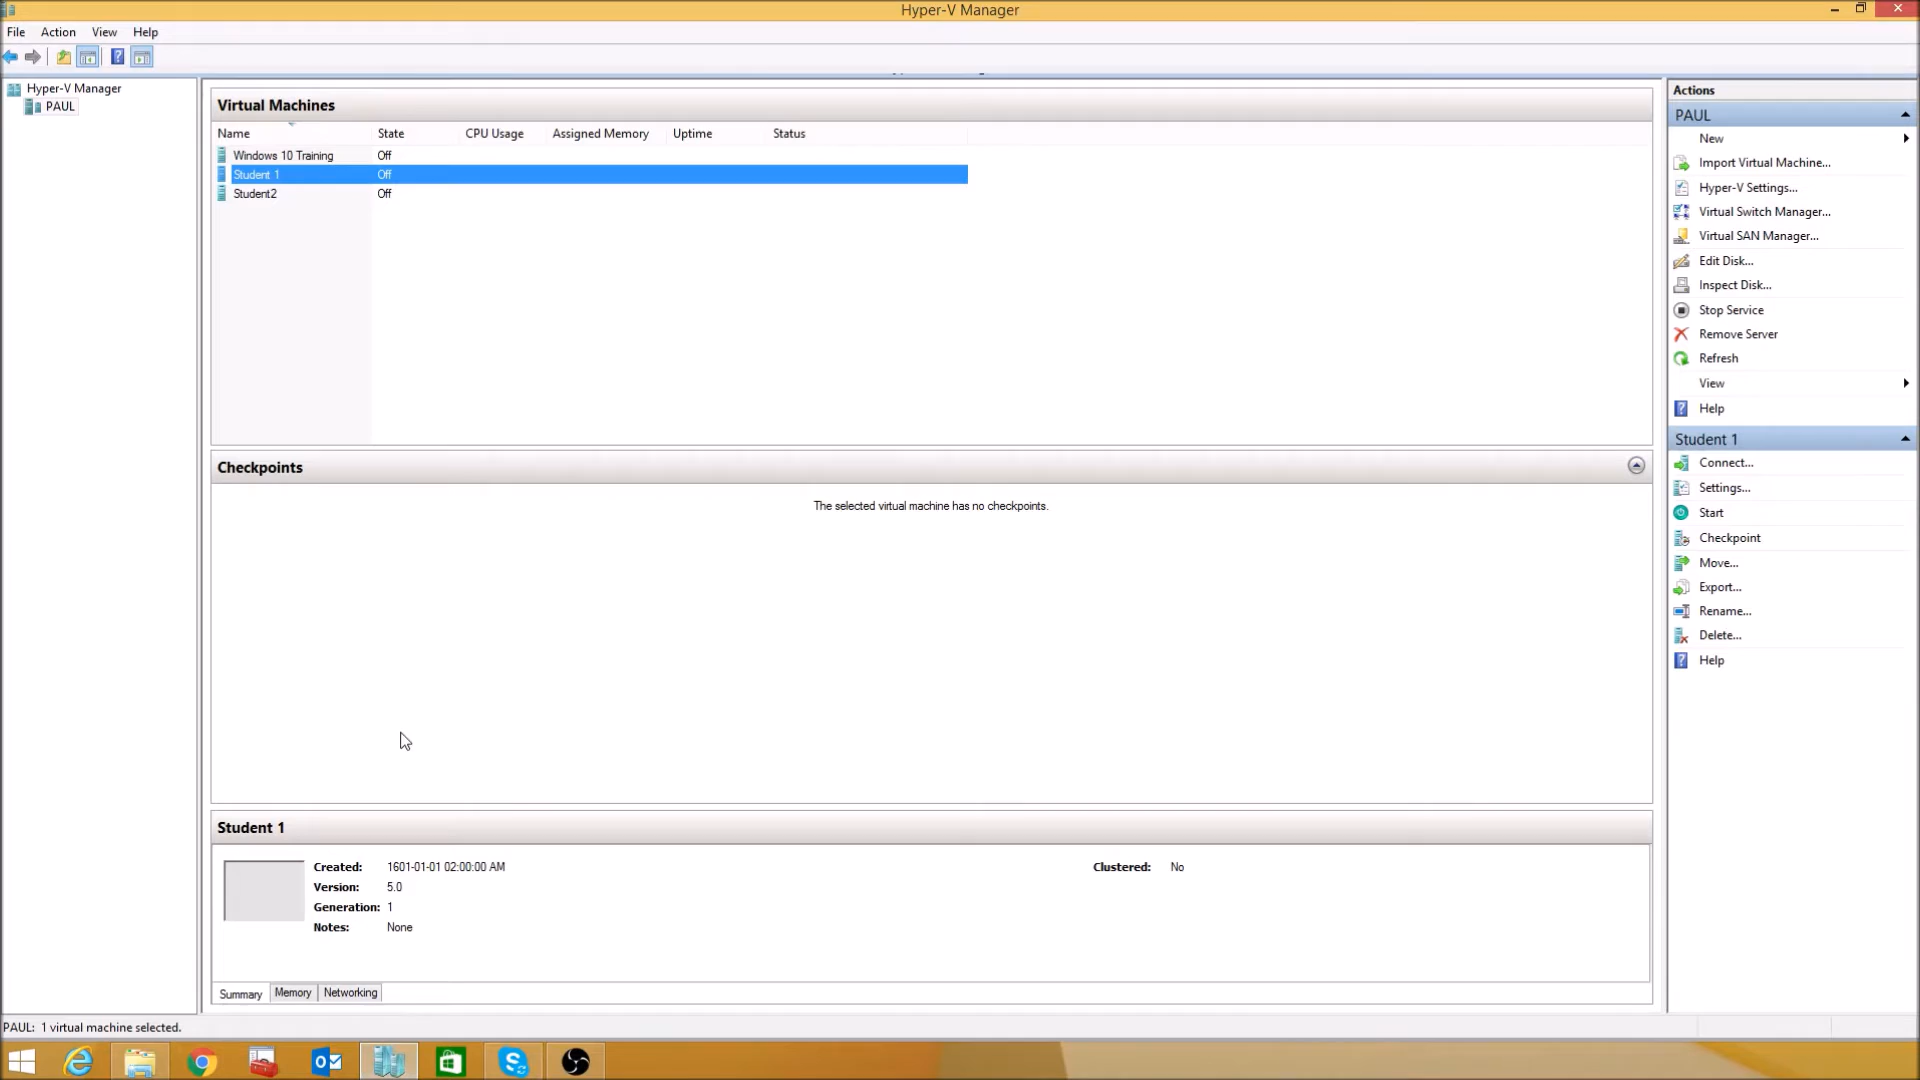 Hyper-V Manager
File Action View Help
Hyper-V Manager
PAUL
Virtual Machines
Name State CPU Usage Assigned Memory Uptime Status
Windows 10 Training Off
Student 1 Off
Student2 Off
Checkpoints
The selected virtual machine has no checkpoints.
Student 1
Created: 1601-01-01 02:00:00 AM Clustered: No
Version: 5.0
Generation: 1
Notes: None
Summary Memory Networking
Actions
PAUL
New
Import Virtual Machine...
Hyper-V Settings...
Virtual Switch Manager...
Virtual SAN Manager...
Edit Disk...
Inspect Disk...
Stop Service
Remove Server
Refresh
View
Help
Student 1
Connect...
Settings...
Start
Checkpoint
Move...
Export...
Rename...
Delete...
Help
PAUL: 1 virtual machine selected.